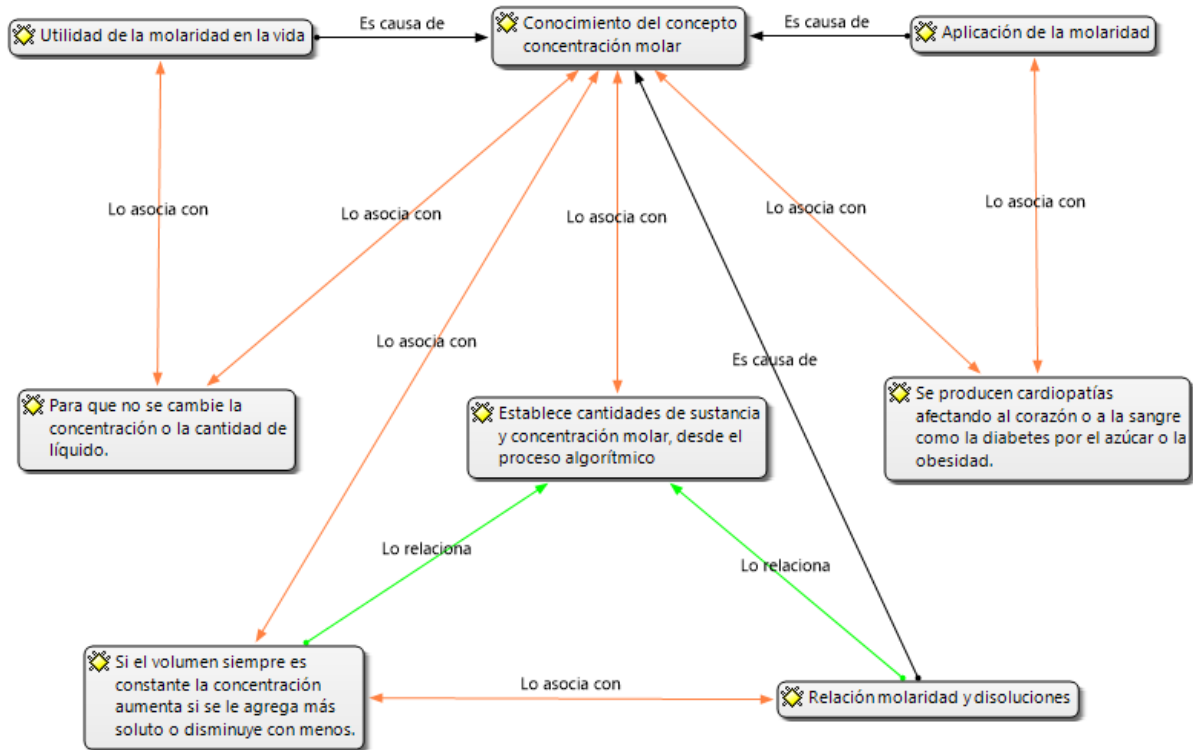 Utilidad de la molaridad en la vida
Es causa de
Conocimiento del concepto
concentración molar
Es causa de
Aplicación de la molaridad
Lo asocia con
Lo asocia con
Lo asocia con
Lo asocia con
Lo asocia con
Lo asocia con
Es causa de
Para que no se cambie la
concentración o la cantidad de
líquido.
Establece cantidades de sustancia
y concentración molar, desde el
proceso algorítmico
Se producen cardiopatías
afectando al corazón o a la sangre
como la diabetes por el azúcar o la
obesidad.
Lo relaciona
Lo relaciona
Si el volumen siempre es
constante la concentración
aumenta si se le agrega más
soluto o disminuye con menos.
Lo asocia con
Relación molaridad y disoluciones